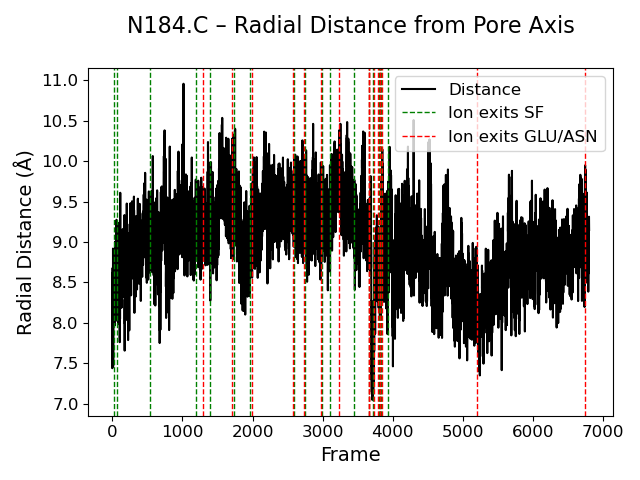 N184.C – Radial Distance from Pore Axis
Distance
Ion exits SF
Ion exits GLU/ASN
Radial Distance (Å)
11.0
10.5
10.0
9.5
9.0
8.5
8.0
7.5
7.0
0 1000 2000 3000 4000 5000 6000 7000
Frame